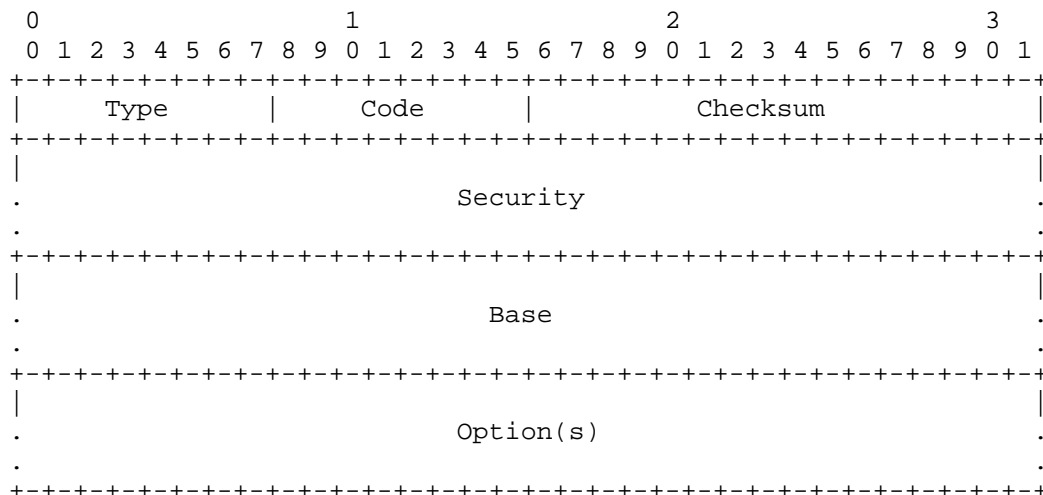 0                   1                   2                   3
 0 1 2 3 4 5 6 7 8 9 0 1 2 3 4 5 6 7 8 9 0 1 2 3 4 5 6 7 8 9 0 1
+-+-+-+-+-+-+-+-+-+-+-+-+-+-+-+-+-+-+-+-+-+-+-+-+-+-+-+-+-+-+-+-+
|     Type      |     Code      |          Checksum             |
+-+-+-+-+-+-+-+-+-+-+-+-+-+-+-+-+-+-+-+-+-+-+-+-+-+-+-+-+-+-+-+-+
|                                                               |
.                           Security                            .
.                                                               .
+-+-+-+-+-+-+-+-+-+-+-+-+-+-+-+-+-+-+-+-+-+-+-+-+-+-+-+-+-+-+-+-+
|                                                               |
.                             Base                              .
.                                                               .
+-+-+-+-+-+-+-+-+-+-+-+-+-+-+-+-+-+-+-+-+-+-+-+-+-+-+-+-+-+-+-+-+
|                                                               |
.                           Option(s)                           .
.                                                               .
+-+-+-+-+-+-+-+-+-+-+-+-+-+-+-+-+-+-+-+-+-+-+-+-+-+-+-+-+-+-+-+-+